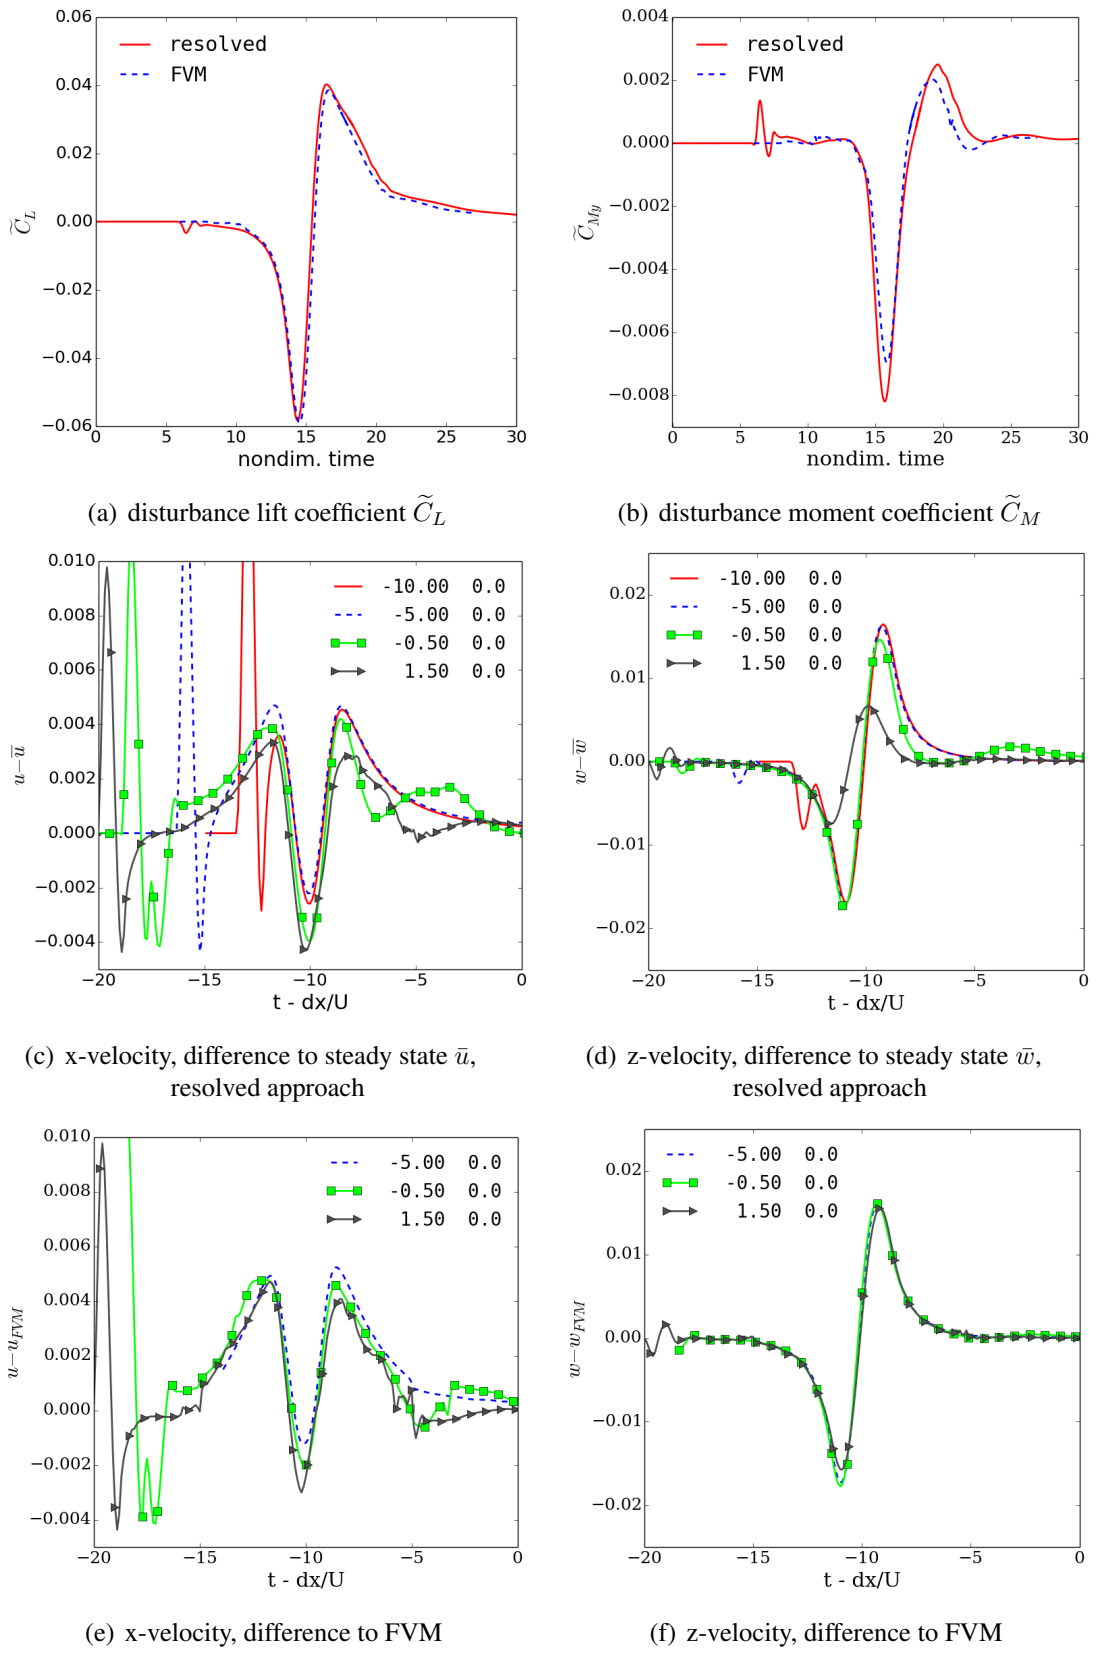 0.06
0.04
0.02
0.00
−0.02
−0.04
−0.06
C̃_L
resolved
FVM
0 5 10 15 20 25 30
nondim. time
(a) disturbance lift coefficient C̃_L
0.004
0.002
0.000
−0.002
−0.004
−0.006
−0.008
C̃_My
resolved
FVM
0 5 10 15 20 25 30
nondim. time
(b) disturbance moment coefficient C̃_M
0.010
0.008
0.006
0.004
0.002
0.000
−0.002
−0.004
u−u̅
-10.00 0.0
-5.00 0.0
-0.50 0.0
1.50 0.0
−20 −15 −10 −5 0
t - dx/U
(c) x-velocity, difference to steady state ū,
resolved approach
0.02
0.01
0.00
−0.01
−0.02
w−w̅
-10.00 0.0
-5.00 0.0
-0.50 0.0
1.50 0.0
−20 −15 −10 −5 0
t - dx/U
(d) z-velocity, difference to steady state w̄,
resolved approach
0.010
0.008
0.006
0.004
0.002
0.000
−0.002
−0.004
u−u_FVM
-5.00 0.0
-0.50 0.0
1.50 0.0
−20 −15 −10 −5 0
t - dx/U
(e) x-velocity, difference to FVM
0.02
0.01
0.00
−0.01
−0.02
w−w_FVM
-5.00 0.0
-0.50 0.0
1.50 0.0
−20 −15 −10 −5 0
t - dx/U
(f) z-velocity, difference to FVM